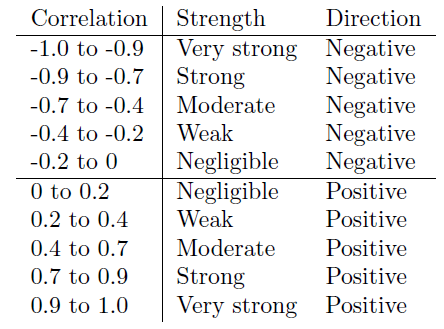 Correlation Strength Direction
-1.0 to -0.9 Very strong Negative
-0.9 to -0.7 Strong Negative
-0.7 to -0.4 Moderate Negative
-0.4 to -0.2 Weak Negative
-0.2 to 0 Negligible Negative
0 to 0.2 Negligible Positive
0.2 to 0.4 Weak Positive
0.4 to 0.7 Moderate Positive
0.7 to 0.9 Strong Positive
0.9 to 1.0 Very strong Positive